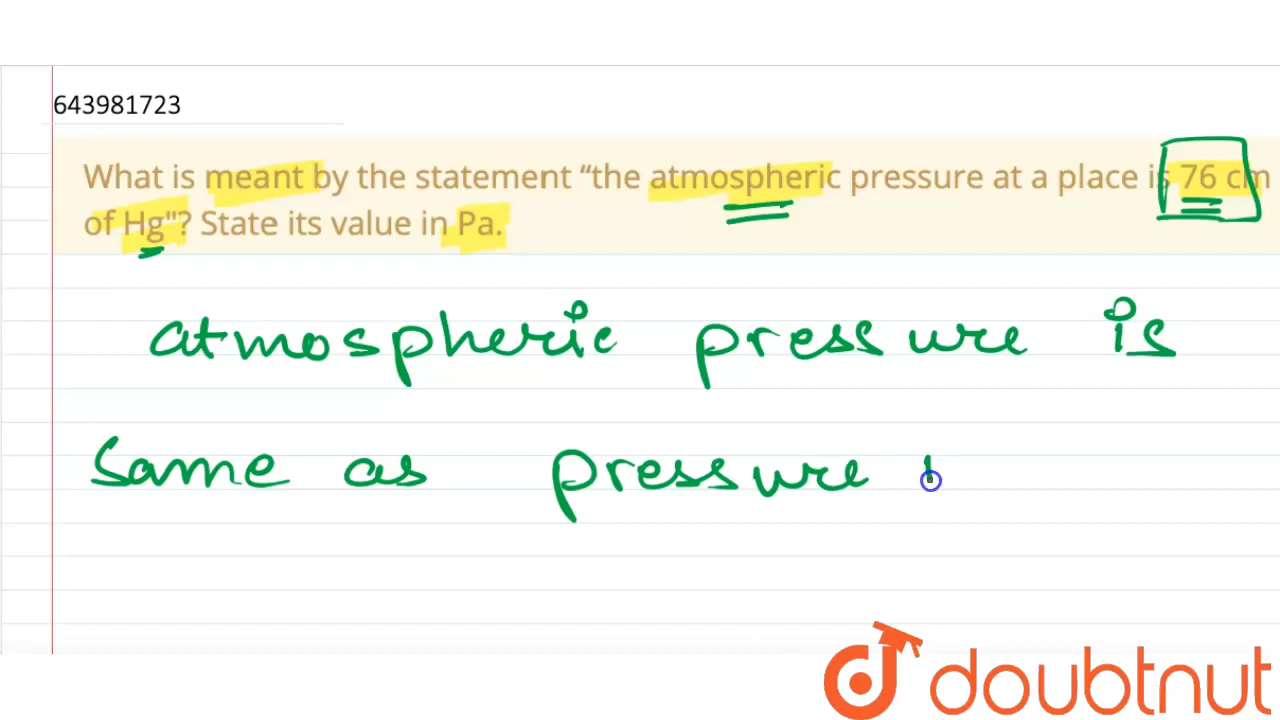 643981723
What is meant by the statement “the atmospheric pressure at a place is 76 cm
of Hg"? State its value in Pa.
atmospheric pressure is
same as pressure
doubtnut